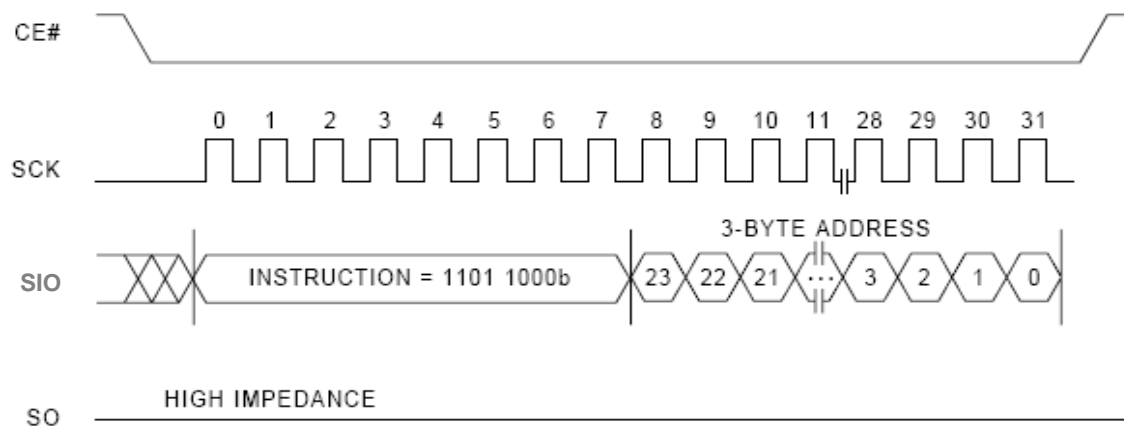 CE#
0 1 2 3 4 5 6 7 8 9 10 11 28 29 30 31
SCK
3-BYTE ADDRESS
SIO INSTRUCTION = 1101 1000b 23 22 21 ... 3 2 1 0
HIGH IMPEDANCE
SO